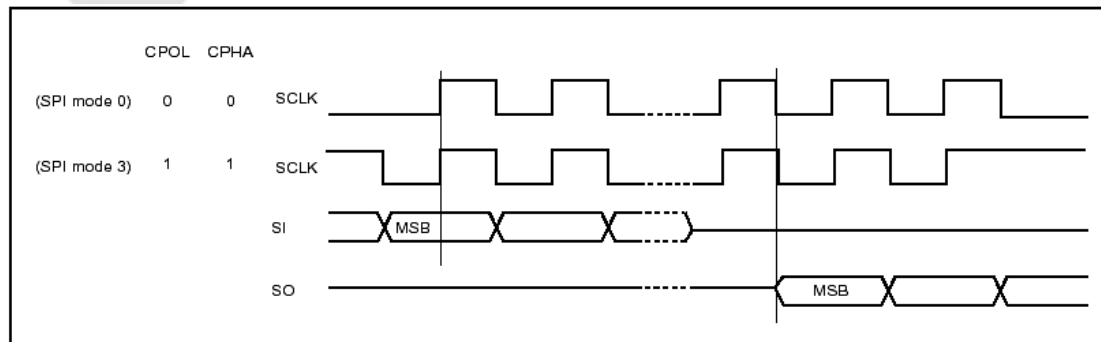 CPOL CPHA
(SPI mode 0) 0 0 SCLK
(SPI mode 3) 1 1 SCLK
SI MSB
SO MSB